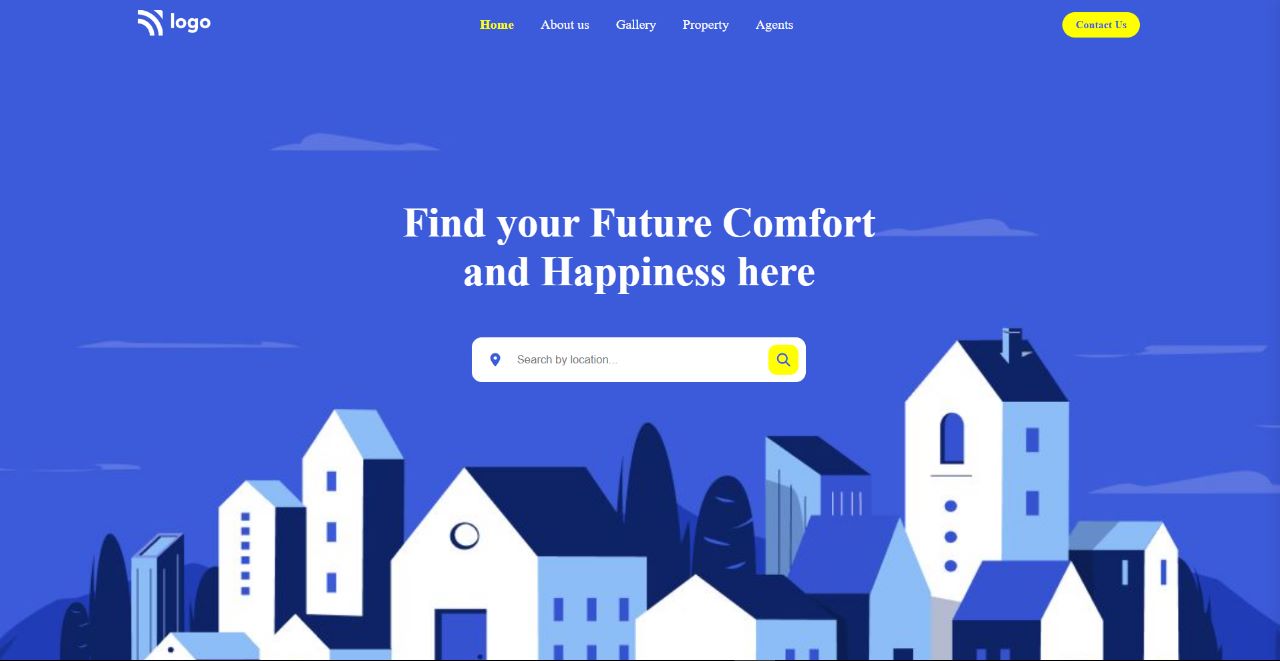 logo
Home
About us
Gallery
Property
Agents
Contact Us
Find your Future Comfort
and Happiness here
Search by location...